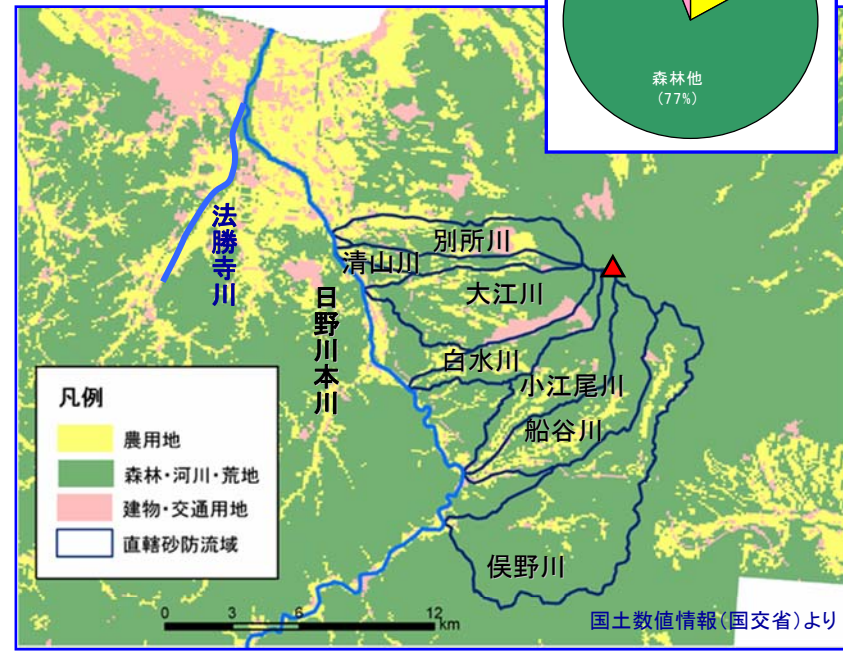 森林他
(77%)
法勝寺川
別所川
清山川
大江川
日野川本川
白水川
小江尾川
船谷川
俣野川
凡例
農用地
森林・河川・荒地
建物・交通用地
直轄砂防流域
0 3 6 12
km
国土数値情報(国交省)より